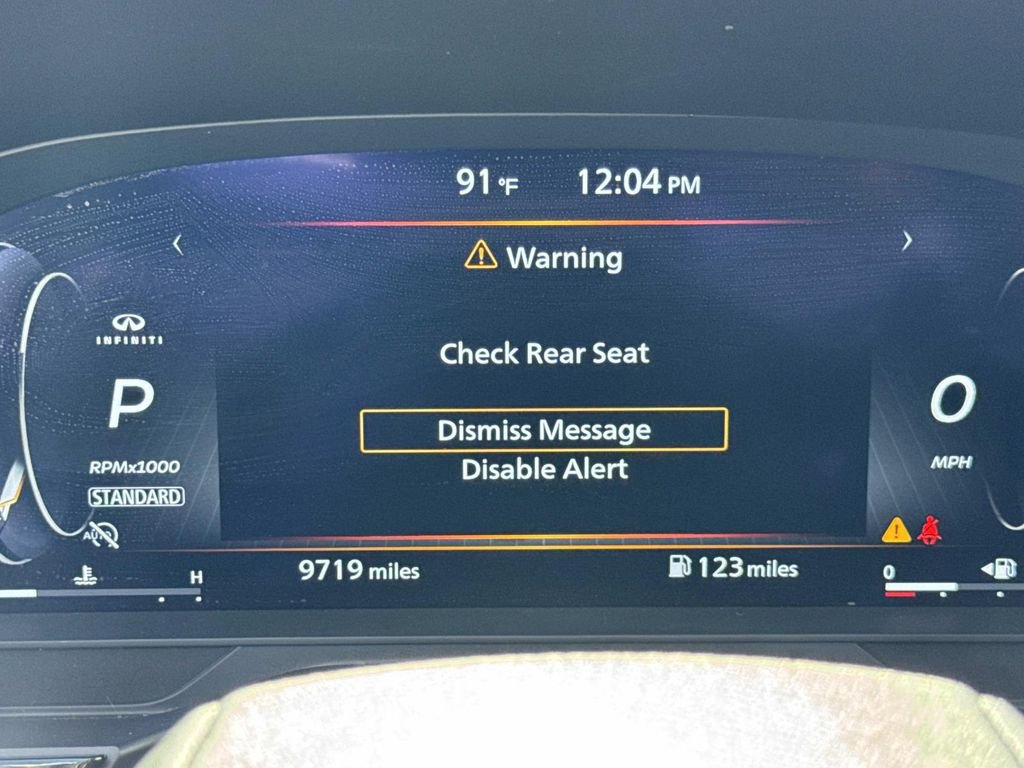 91 °F 12:04 PM
Warning
INFINITI
Check Rear Seat
P
0
Dismiss Message
RPMx1000
MPH
Disable Alert
STANDARD
AUTO
9719 miles
123 miles
H
0